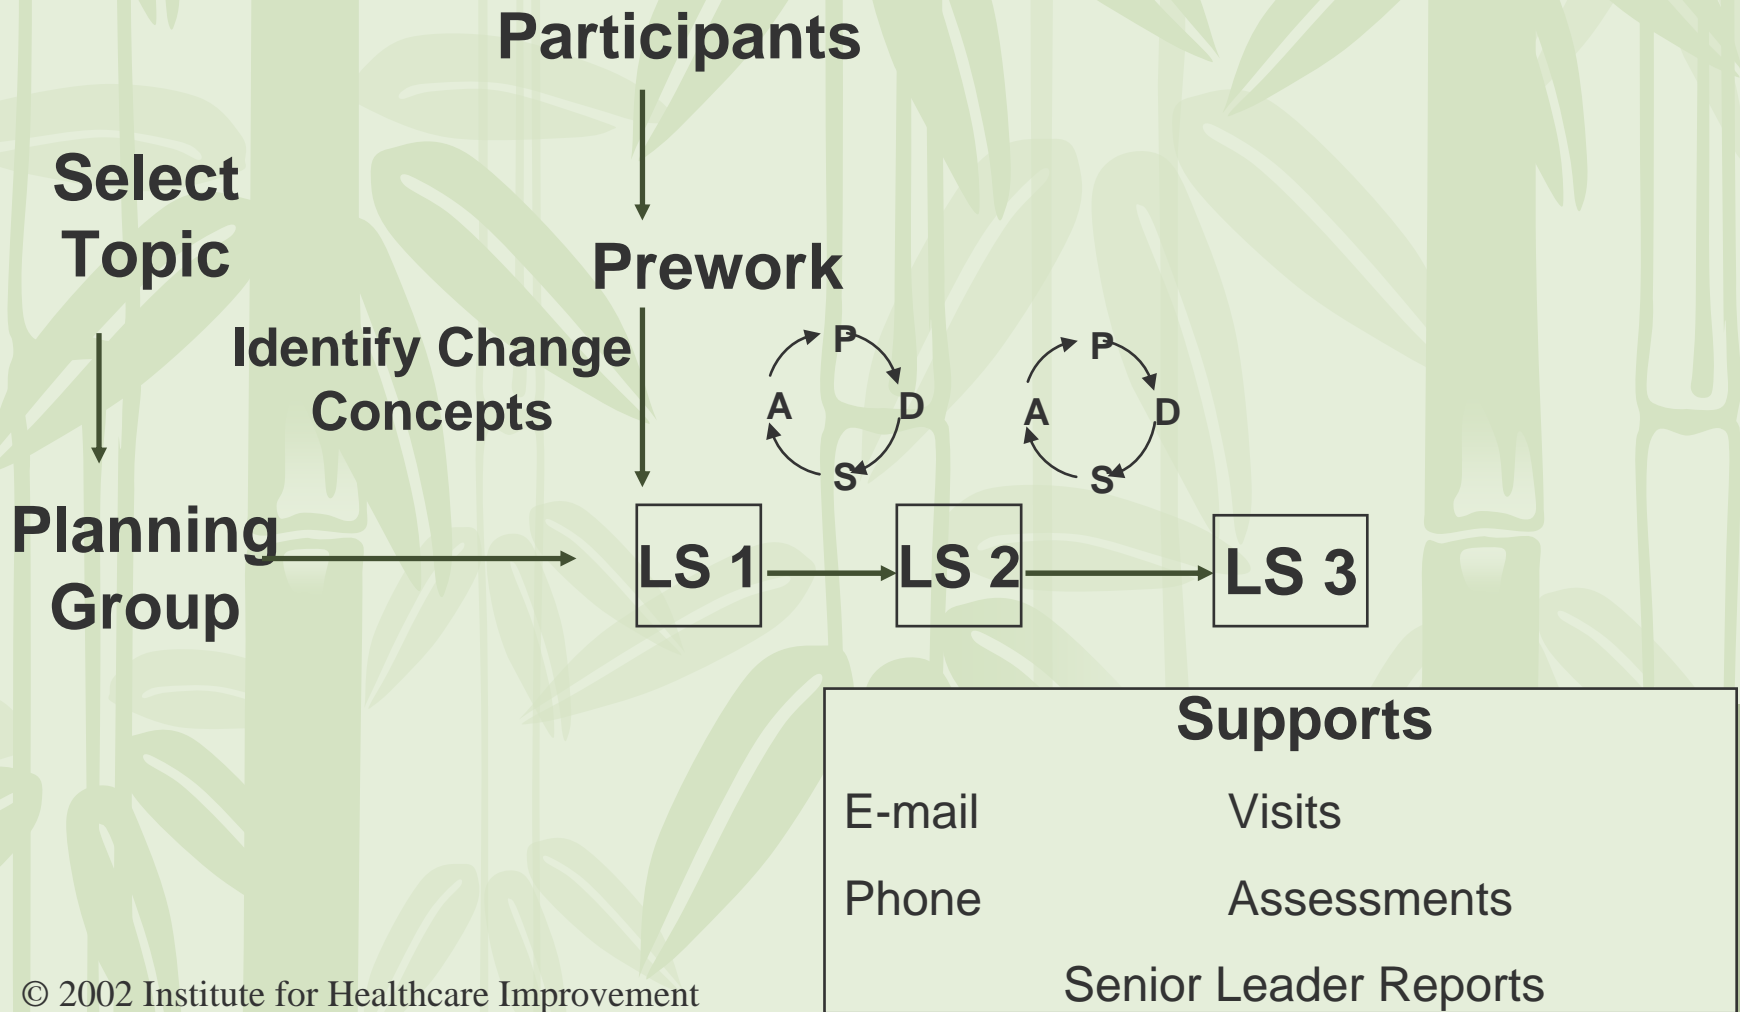 Participants
Select
Topic
Prework
Identify Change
Concepts
P
A D
S
P
A D
S
Planning
Group
LS 1
LS 2
LS 3
Supports
E-mail Visits
Phone Assessments
Senior Leader Reports
© 2002 Institute for Healthcare Improvement